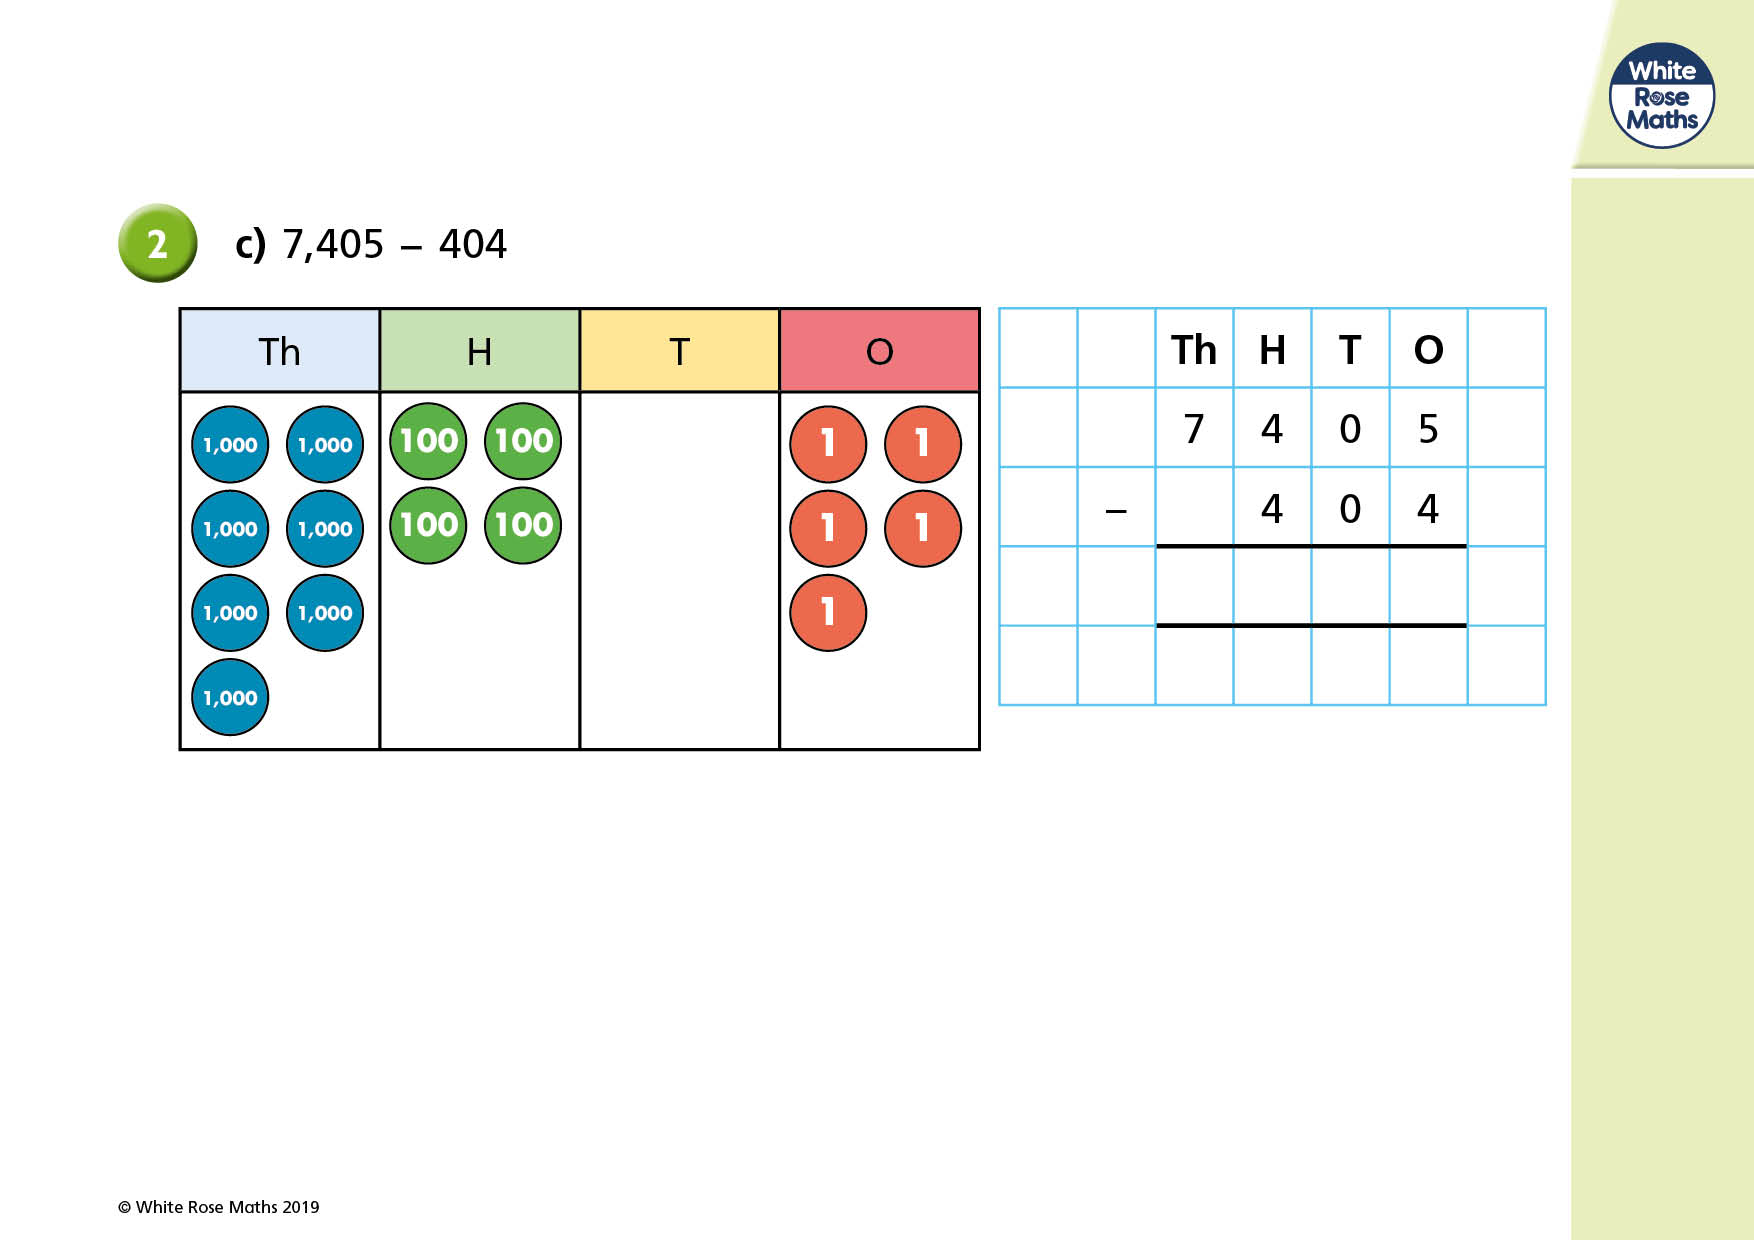 White
Rose
Maths
2 c) 7,405 – 404
Th H T O
1,000 1,000 100 100 1 1
1,000 1,000 100 100 1 1
1,000 1,000 1
1,000
Th H T O
7 4 0 5
– 4 0 4
© White Rose Maths 2019